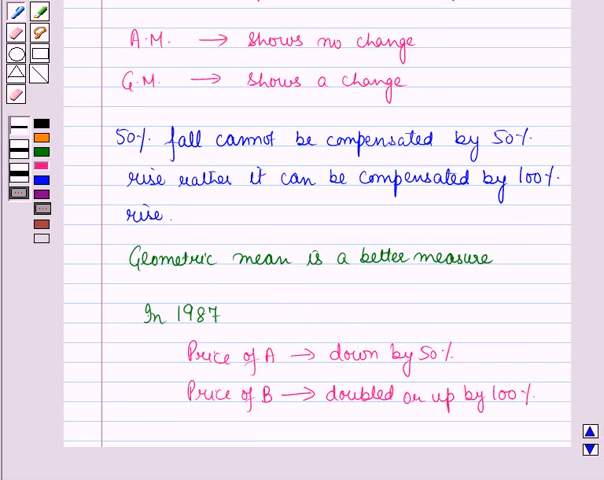 A.M. → Shows no change
G.M. → Shows a change
50% fall cannot be compensated by 50%
rise rather it can be compensated by 100%
rise.
Geometric mean is a better measure
In 1987
Price of A → down by 50%
Price of B → doubled or up by 100%.